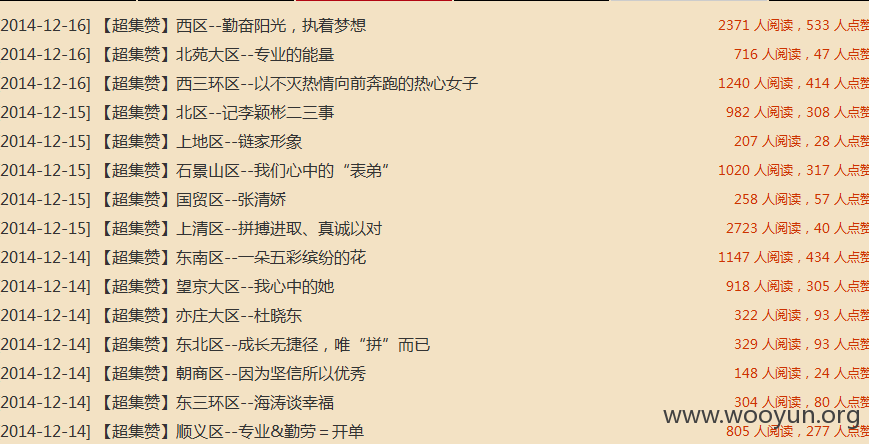 2014-12-16] 【超集赞】西区--勤奋阳光，执着梦想 2371 人阅读，533 人点赞
2014-12-16] 【超集赞】北苑大区--专业的能量 716 人阅读，47 人点赞
2014-12-16] 【超集赞】西三环区--以不灭热情向前奔跑的热心女子 1240 人阅读，414 人点赞
2014-12-15] 【超集赞】北区--记李颖彬二三事 982 人阅读，308 人点赞
2014-12-15] 【超集赞】上地区--链家形象 207 人阅读，28 人点赞
2014-12-15] 【超集赞】石景山区--我们心中的“表弟” 1020 人阅读，317 人点赞
2014-12-15] 【超集赞】国贸区--张清娇 258 人阅读，57 人点赞
2014-12-15] 【超集赞】上清区--拼搏进取、真诚以对 2723 人阅读，40 人点赞
2014-12-14] 【超集赞】东南区--一朵五彩缤纷的花 1147 人阅读，434 人点赞
2014-12-14] 【超集赞】望京大区--我心中的她 918 人阅读，305 人点赞
2014-12-14] 【超集赞】亦庄大区--杜晓东 322 人阅读，93 人点赞
2014-12-14] 【超集赞】东北区--成长无捷径，唯“拼”而已 329 人阅读，93 人点赞
2014-12-14] 【超集赞】朝商区--因为坚信所以优秀 148 人阅读，24 人点赞
2014-12-14] 【超集赞】东三环区--海涛谈幸福 304 人阅读，80 人点赞
www.wooyun.org
2014-12-14] 【超集赞】顺义区--专业&勤劳＝开单 805 人阅读，277 人点赞